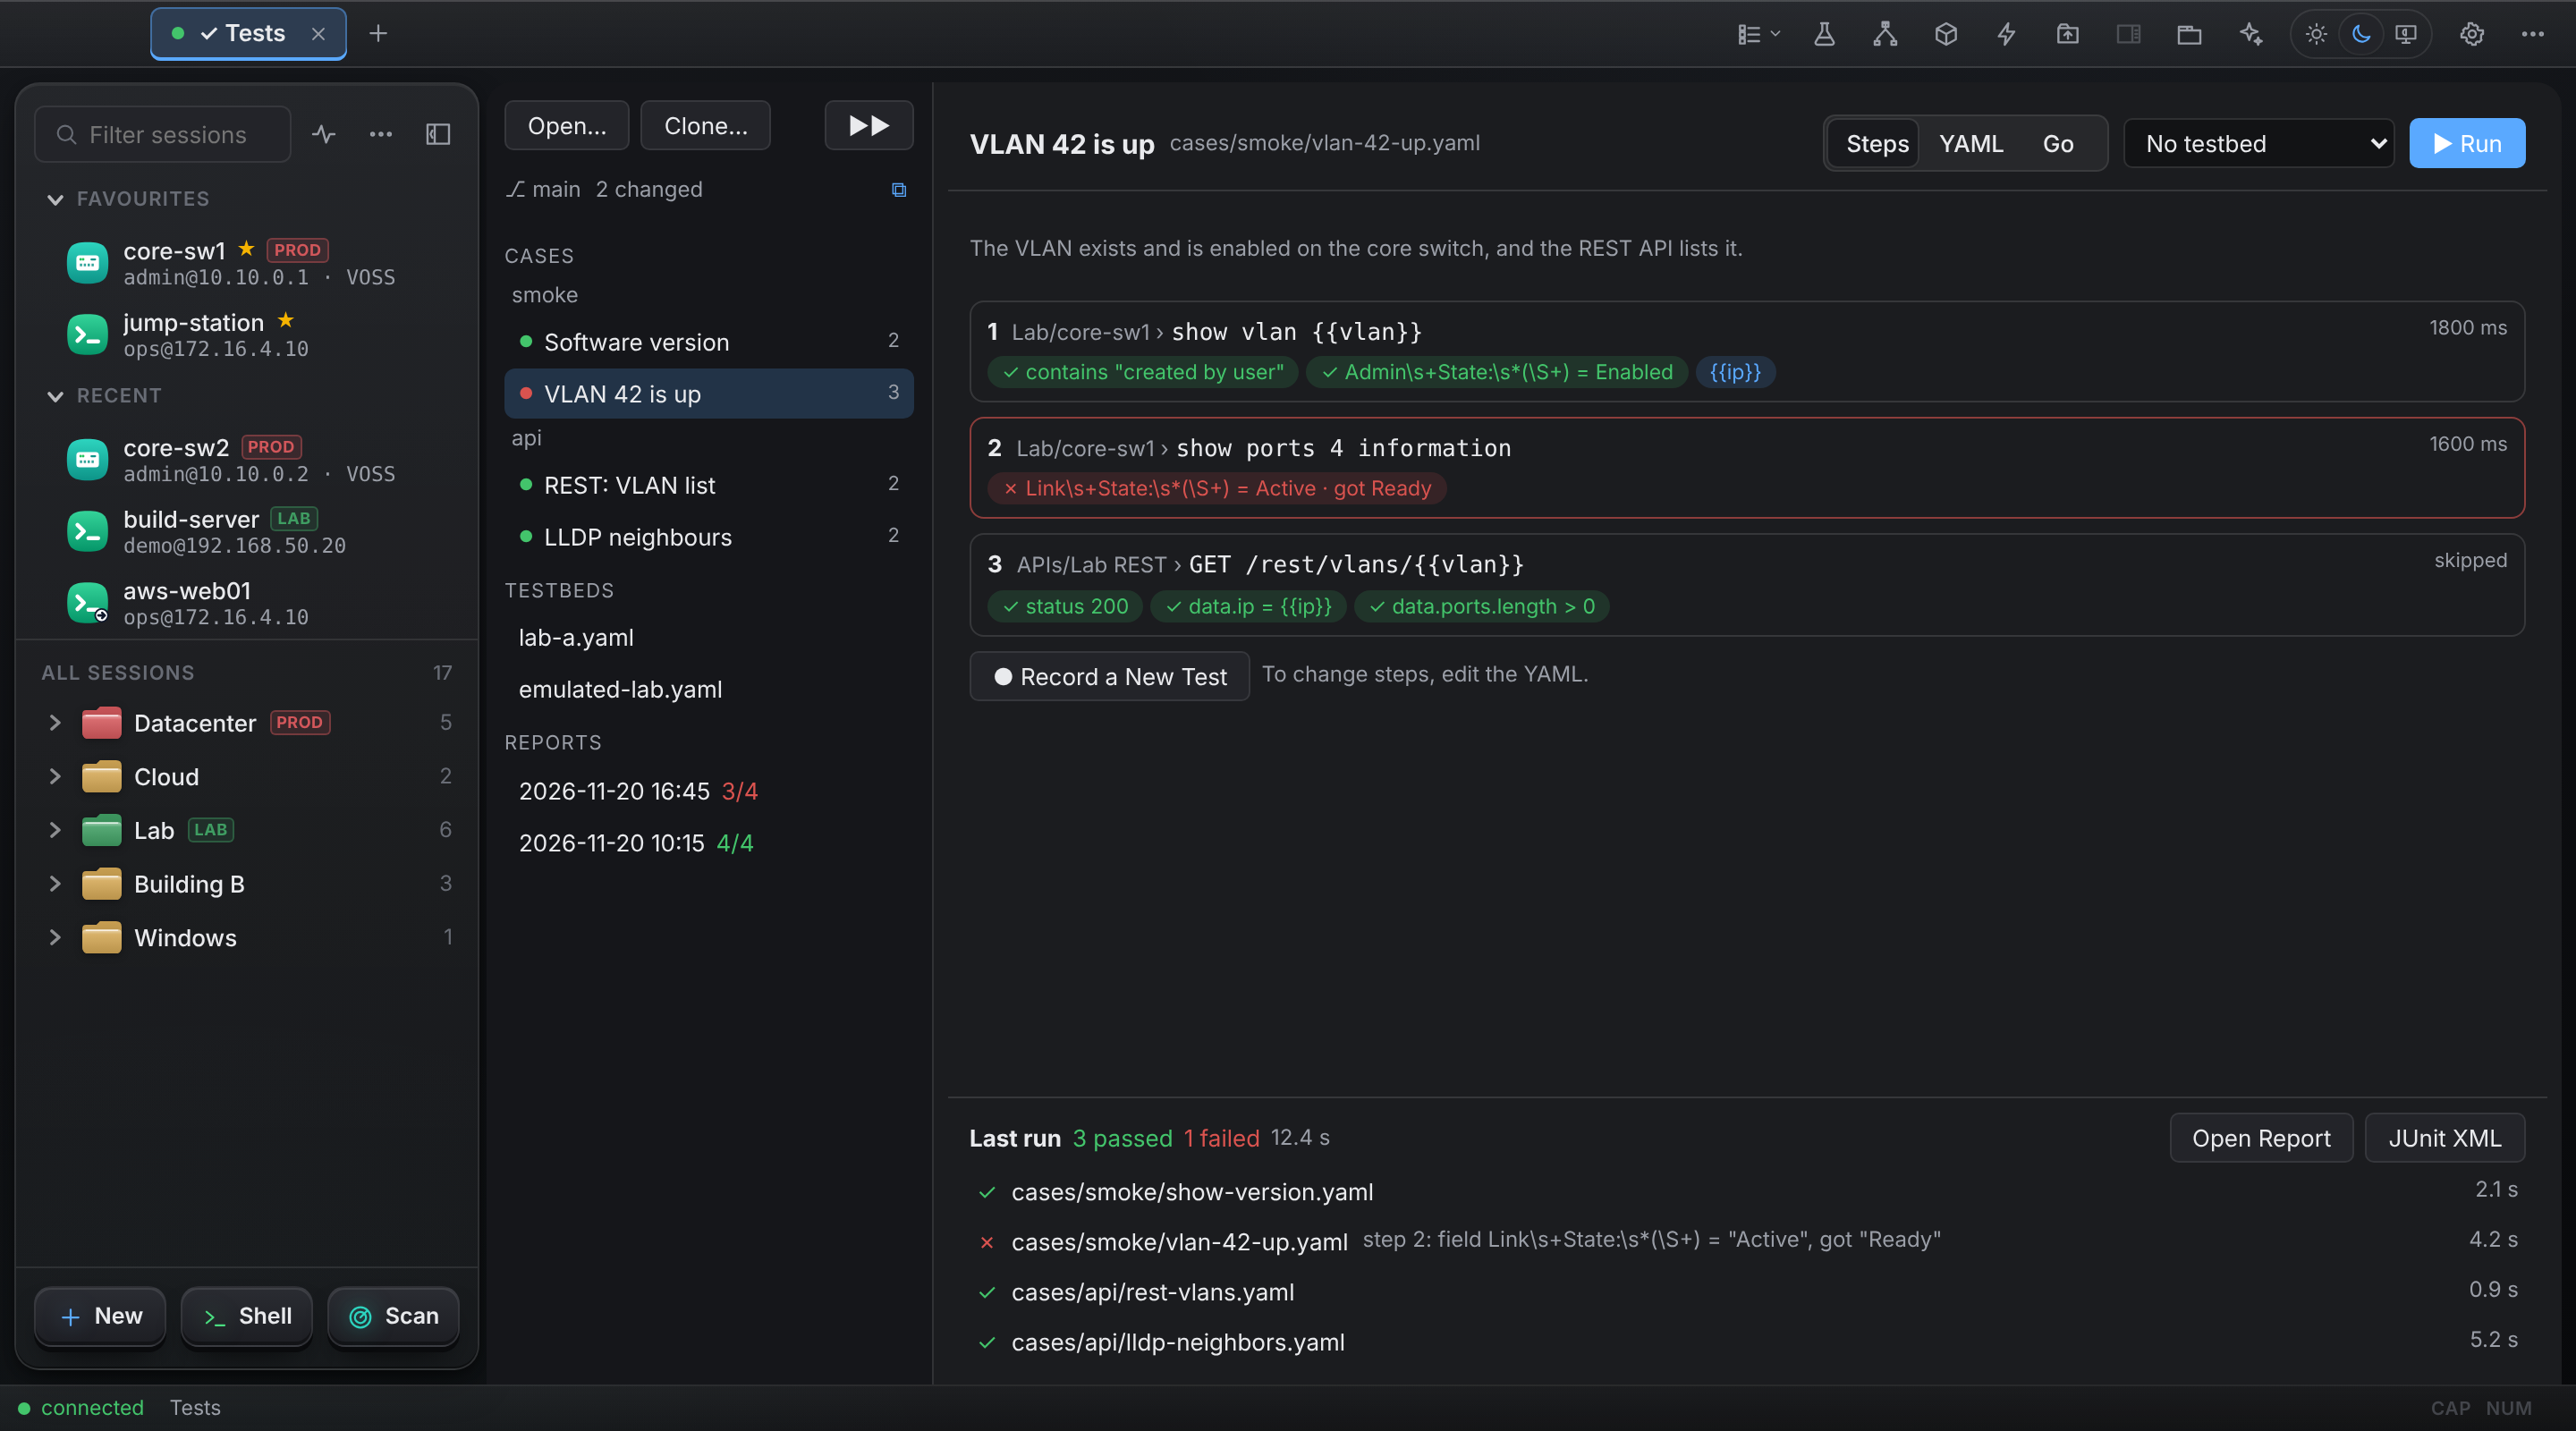 ✓ Tests
Filter sessions
FAVOURITES
core-sw1 ★ PROD
admin@10.10.0.1 · VOSS
jump-station ★
ops@172.16.4.10
RECENT
core-sw2 PROD
admin@10.10.0.2 · VOSS
build-server LAB
demo@192.168.50.20
aws-web01
ops@172.16.4.10
ALL SESSIONS 17
Datacenter PROD 5
Cloud 2
Lab LAB 6
Building B 3
Windows 1
New
Shell
Scan
Open...
Clone...
main 2 changed
CASES
smoke
Software version 2
VLAN 42 is up 3
api
REST: VLAN list 2
LLDP neighbours 2
TESTBEDS
lab-a.yaml
emulated-lab.yaml
REPORTS
2026-11-20 16:45 3/4
2026-11-20 10:15 4/4
VLAN 42 is up cases/smoke/vlan-42-up.yaml
Steps YAML Go
No testbed
▶ Run
The VLAN exists and is enabled on the core switch, and the REST API lists it.
1 Lab/core-sw1 › show vlan {{vlan}} 1800 ms
✓ contains "created by user" ✓ Admin\s+State:\s*(\S+) = Enabled {{ip}}
2 Lab/core-sw1 › show ports 4 information 1600 ms
× Link\s+State:\s*(\S+) = Active · got Ready
3 APIs/Lab REST › GET /rest/vlans/{{vlan}} skipped
✓ status 200 ✓ data.ip = {{ip}} ✓ data.ports.length > 0
● Record a New Test To change steps, edit the YAML.
Last run 3 passed 1 failed 12.4 s
Open Report
JUnit XML
✓ cases/smoke/show-version.yaml 2.1 s
× cases/smoke/vlan-42-up.yaml step 2: field Link\s+State:\s*(\S+) = "Active", got "Ready" 4.2 s
✓ cases/api/rest-vlans.yaml 0.9 s
✓ cases/api/lldp-neighbors.yaml 5.2 s
connected Tests
CAP NUM